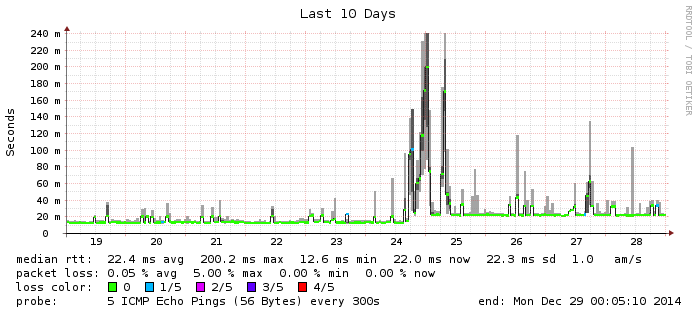 Last 10 Days
RRDTOOL / TOBI OETIKER
Seconds
240 m
220 m
200 m
180 m
160 m
140 m
120 m
100 m
80 m
60 m
40 m
20 m
0
19 20 21 22 23 24 25 26 27 28
median rtt: 22.4 ms avg 200.2 ms max 12.6 ms min 22.0 ms now 22.3 ms sd 1.0 am/s
packet loss: 0.05 % avg 5.00 % max 0.00 % min 0.00 % now
loss color: 0 1/5 2/5 3/5 4/5
probe: 5 ICMP Echo Pings (56 Bytes) every 300s end: Mon Dec 29 00:05:10 2014